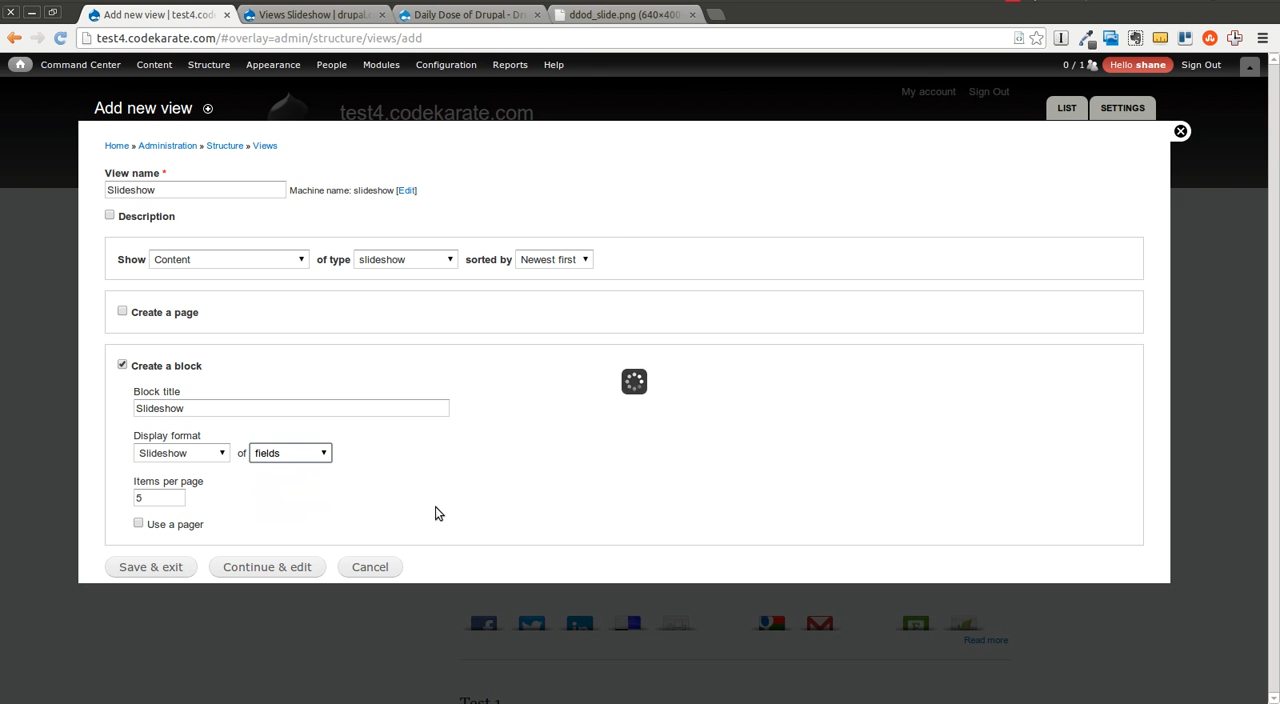 Add new view | test4.cod
Views Slideshow | drupal.
Daily Dose of Drupal - Dr
ddod_slide.png (640×400
test4.codekarate.com/#overlay=admin/structure/views/add
Command Center Content Structure Appearance People Modules Configuration Reports Help 0 / 1 Hello shane Sign Out
My account Sign Out
Add new view
test4.codekarate.com
LIST SETTINGS
Home » Administration » Structure » Views
View name *
Slideshow Machine name: slideshow [Edit]
Description
Show Content of type slideshow sorted by Newest first
Create a page
Create a block
Block title
Slideshow
Display format
Slideshow of fields
Items per page
5
Use a pager
Save & exit Continue & edit Cancel
Read more
Test 1